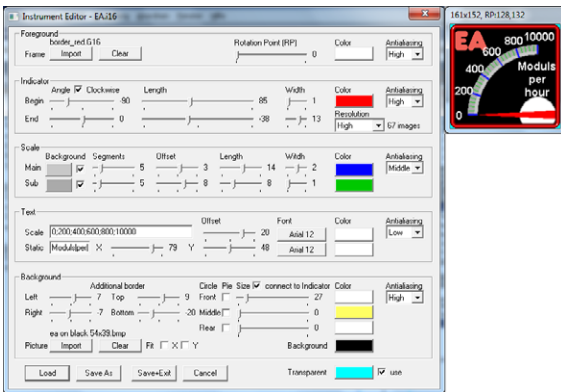 Instrument Editor - EAJ16
161x152, RP:128,132
Foreground
border_red.G16
Frame Import Clear
Rotation Point (RP) 0
Color
Antialiasing
High
Indicator
Angle Clockwise Length Width Color Antialiasing
Begin -90 85 1 High
End 0 -38 13
Resolution
High 67 images
Scale
Background Segments Offset Length Witdh Color Antialiasing
Main 5 3 14 2 Middle
Sub 5 8 8 1
Text
Offset Font Color Antialiasing
Scale 0;200;400;600;800;10000 20 Arial 12 Low
Static Moduls|per| X 79 Y 48 Arial 12
Background
Additional border Circle Pie Size connect to Indicator Color Antialiasing
Left 7 Top 9 Front 27 High
Right -7 Bottom -20 Middle 0
Rear 0
ea on black 54x39.bmp
Picture Import Clear Fit X Y Background
Load Save As Save+Exit Cancel Transparent use
EA
0
200
400
600
800
10000
Moduls
per
hour